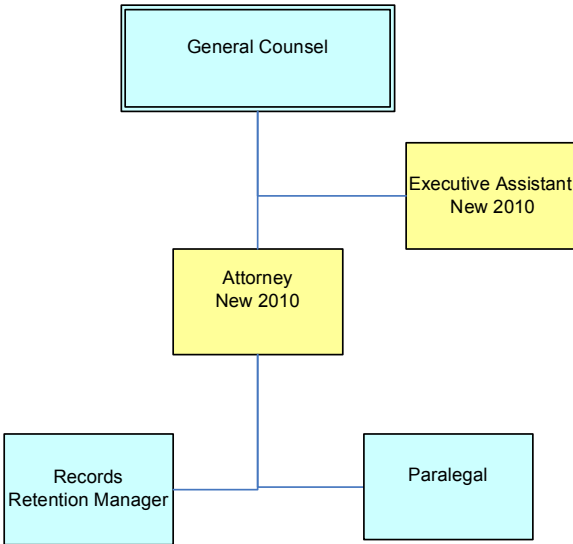 General Counsel
Executive Assistant
New 2010
Attorney
New 2010
Records
Retention Manager
Paralegal